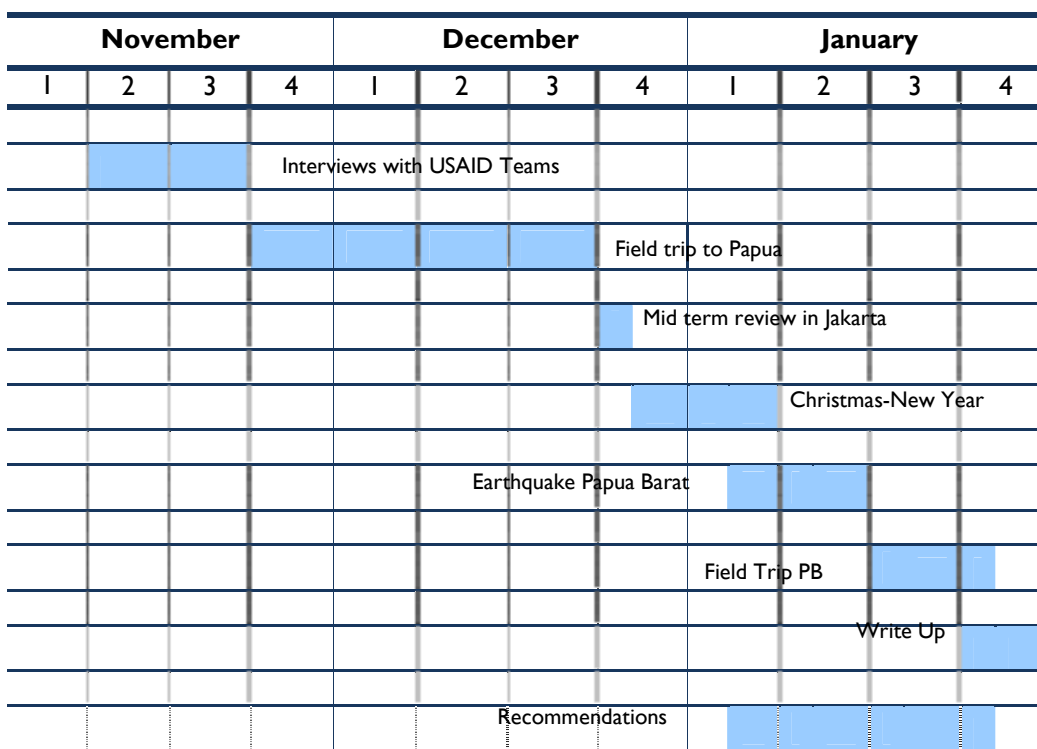 November December January
1 2 3 4 1 2 3 4 1 2 3 4
Interviews with USAID Teams
Field trip to Papua
Mid term review in Jakarta
Christmas-New Year
Earthquake Papua Barat
Field Trip PB
Write Up
Recommendations